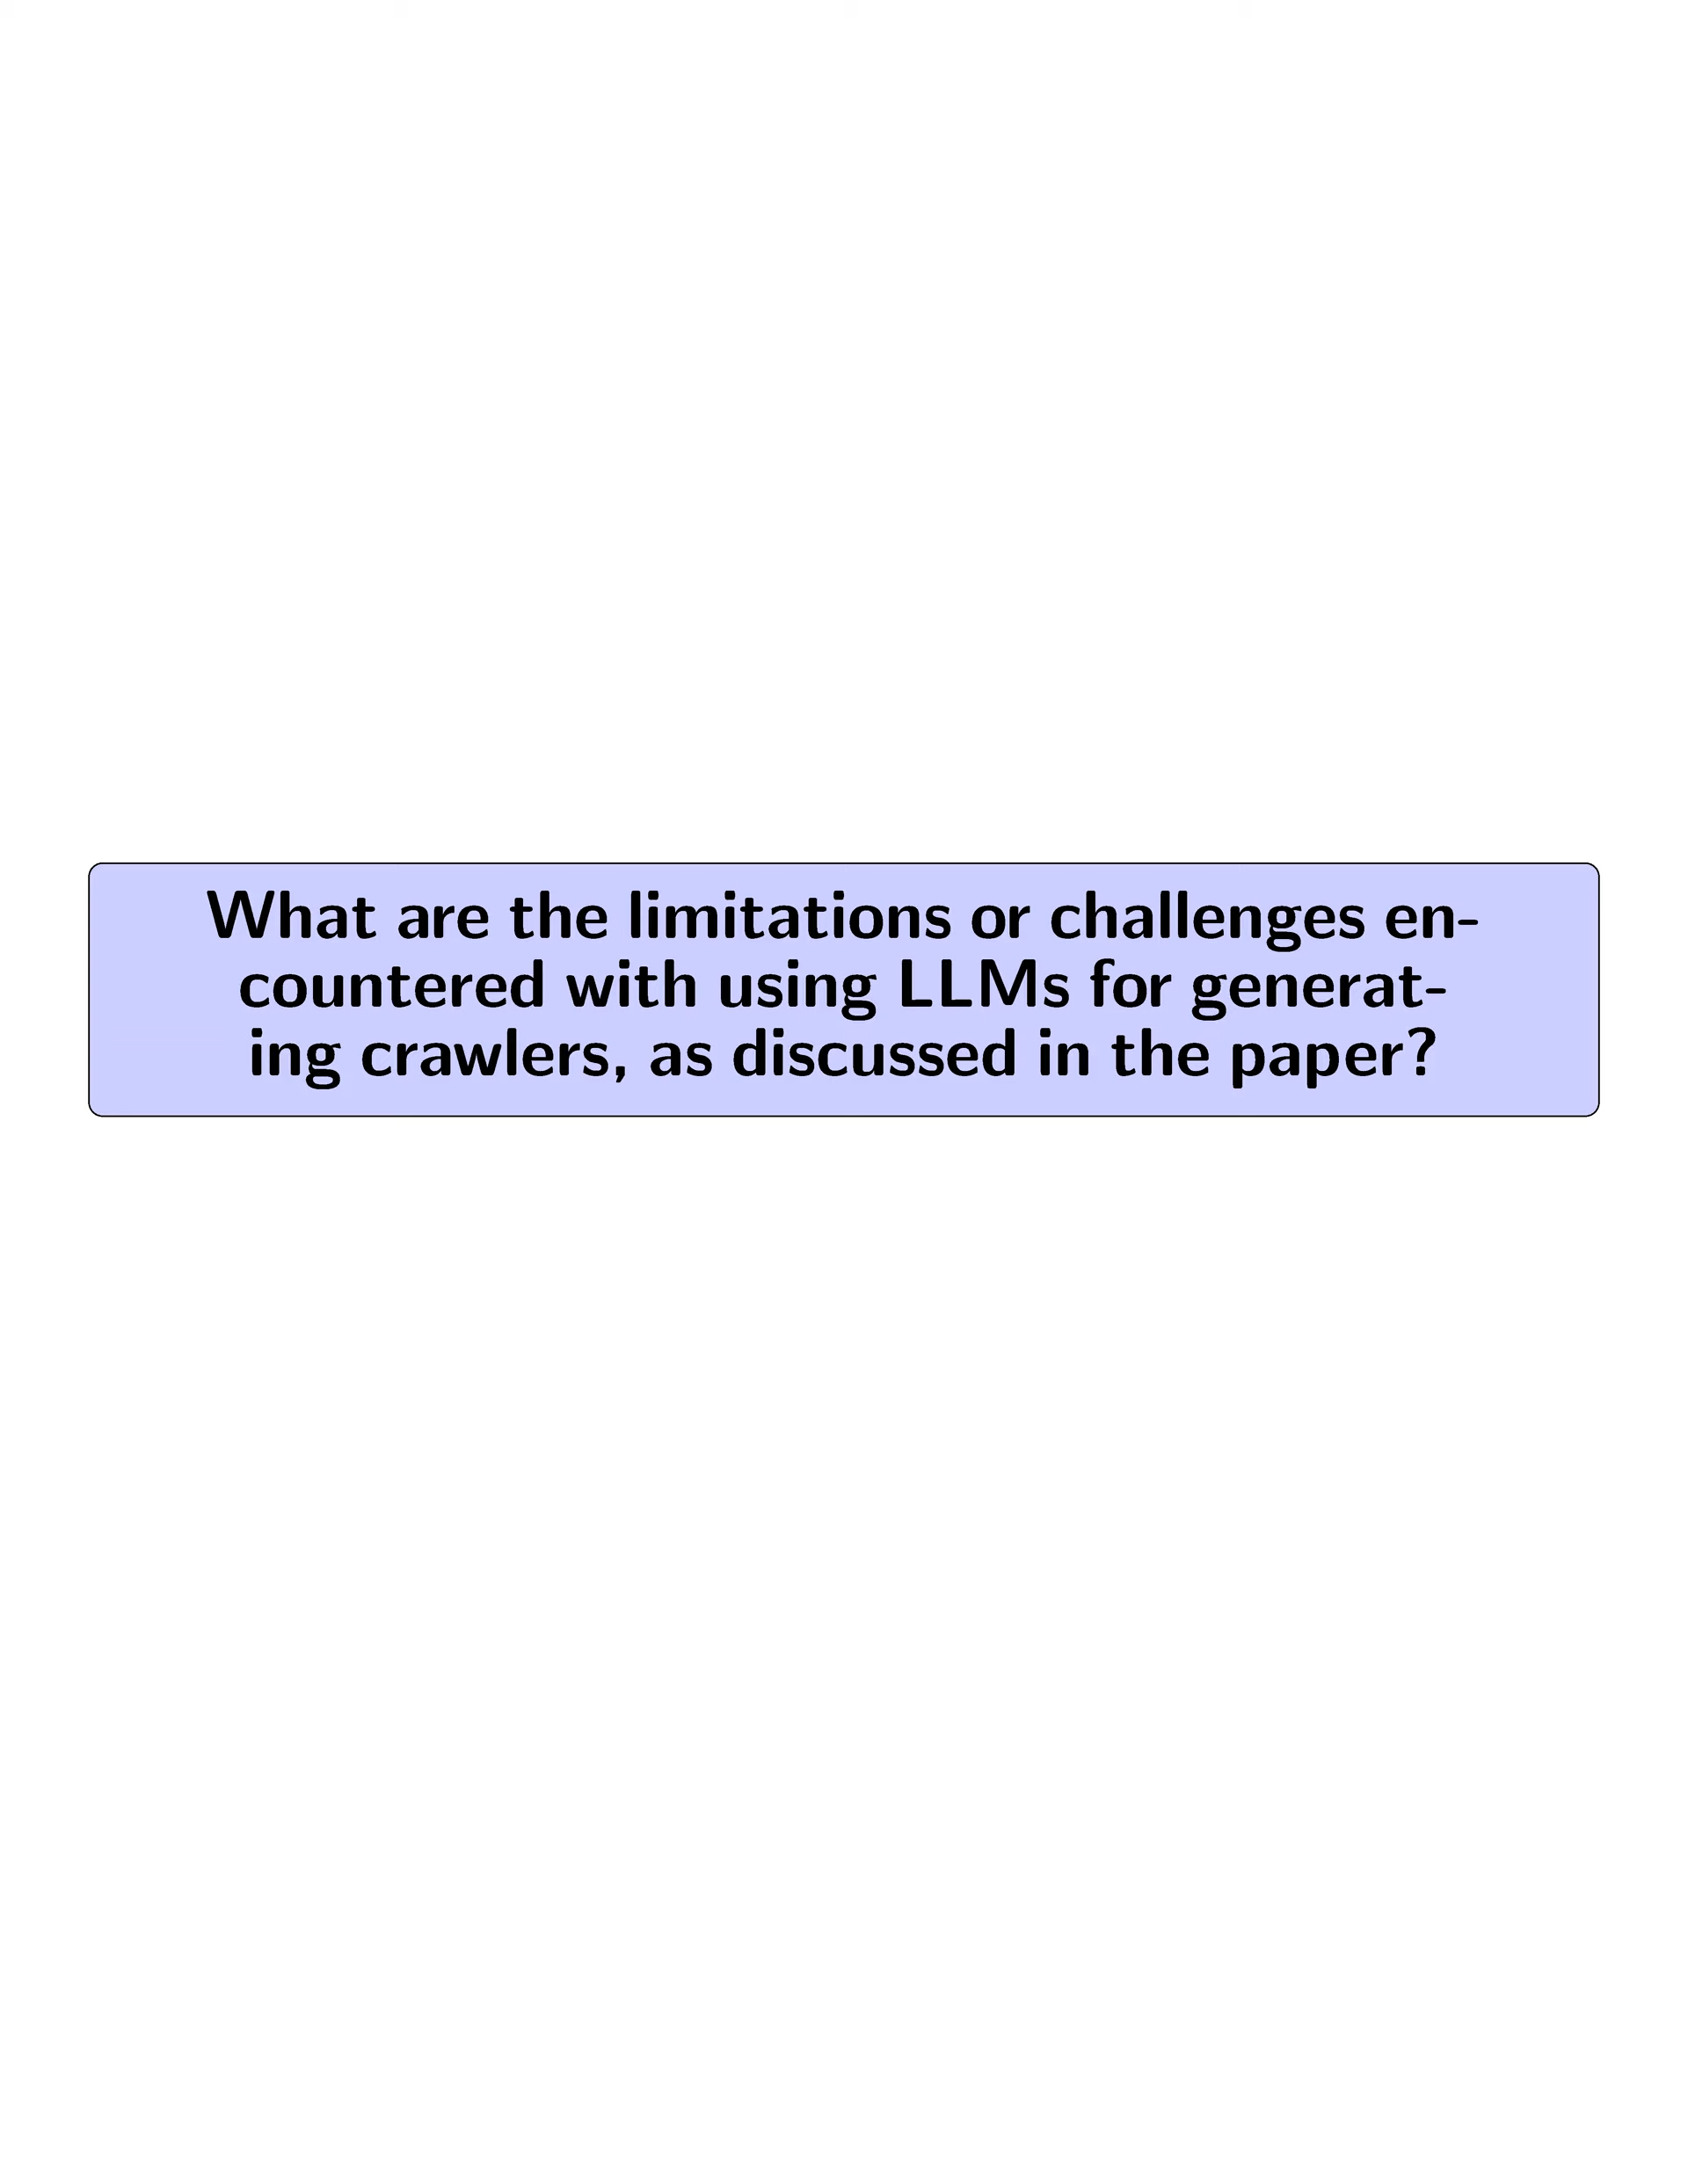 What are the limitations or challenges en-
countered with using LLMs for generat-
ing crawlers, as discussed in the paper?